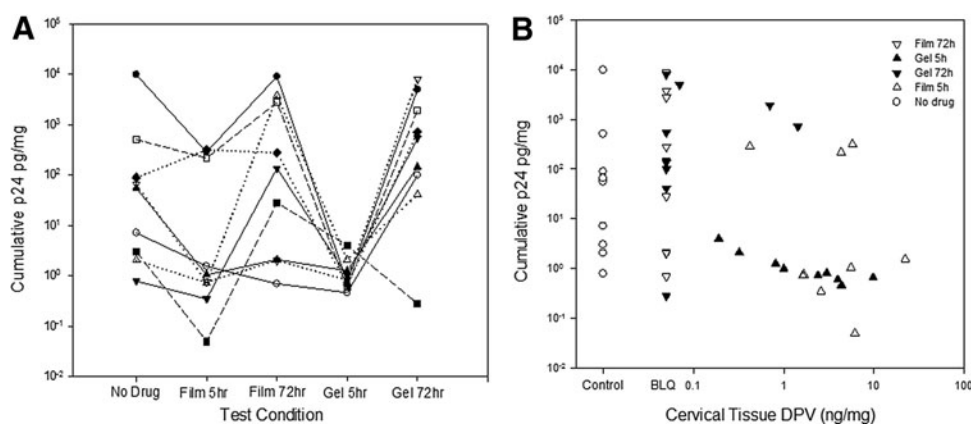 A
Cumulative p24 pg/mg
10⁵
10⁴
10³
10²
10¹
10⁰
10⁻¹
10⁻²
No Drug Film 5hr Film 72hr Gel 5hr Gel 72hr
Test Condition
B
Cumulative p24 pg/mg
10⁵
10⁴
10³
10²
10¹
10⁰
10⁻¹
10⁻²
Film 72h
Gel 5h
Gel 72h
Film 5h
No drug
Control BLQ 0.1 1 10 100
Cervical Tissue DPV (ng/mg)